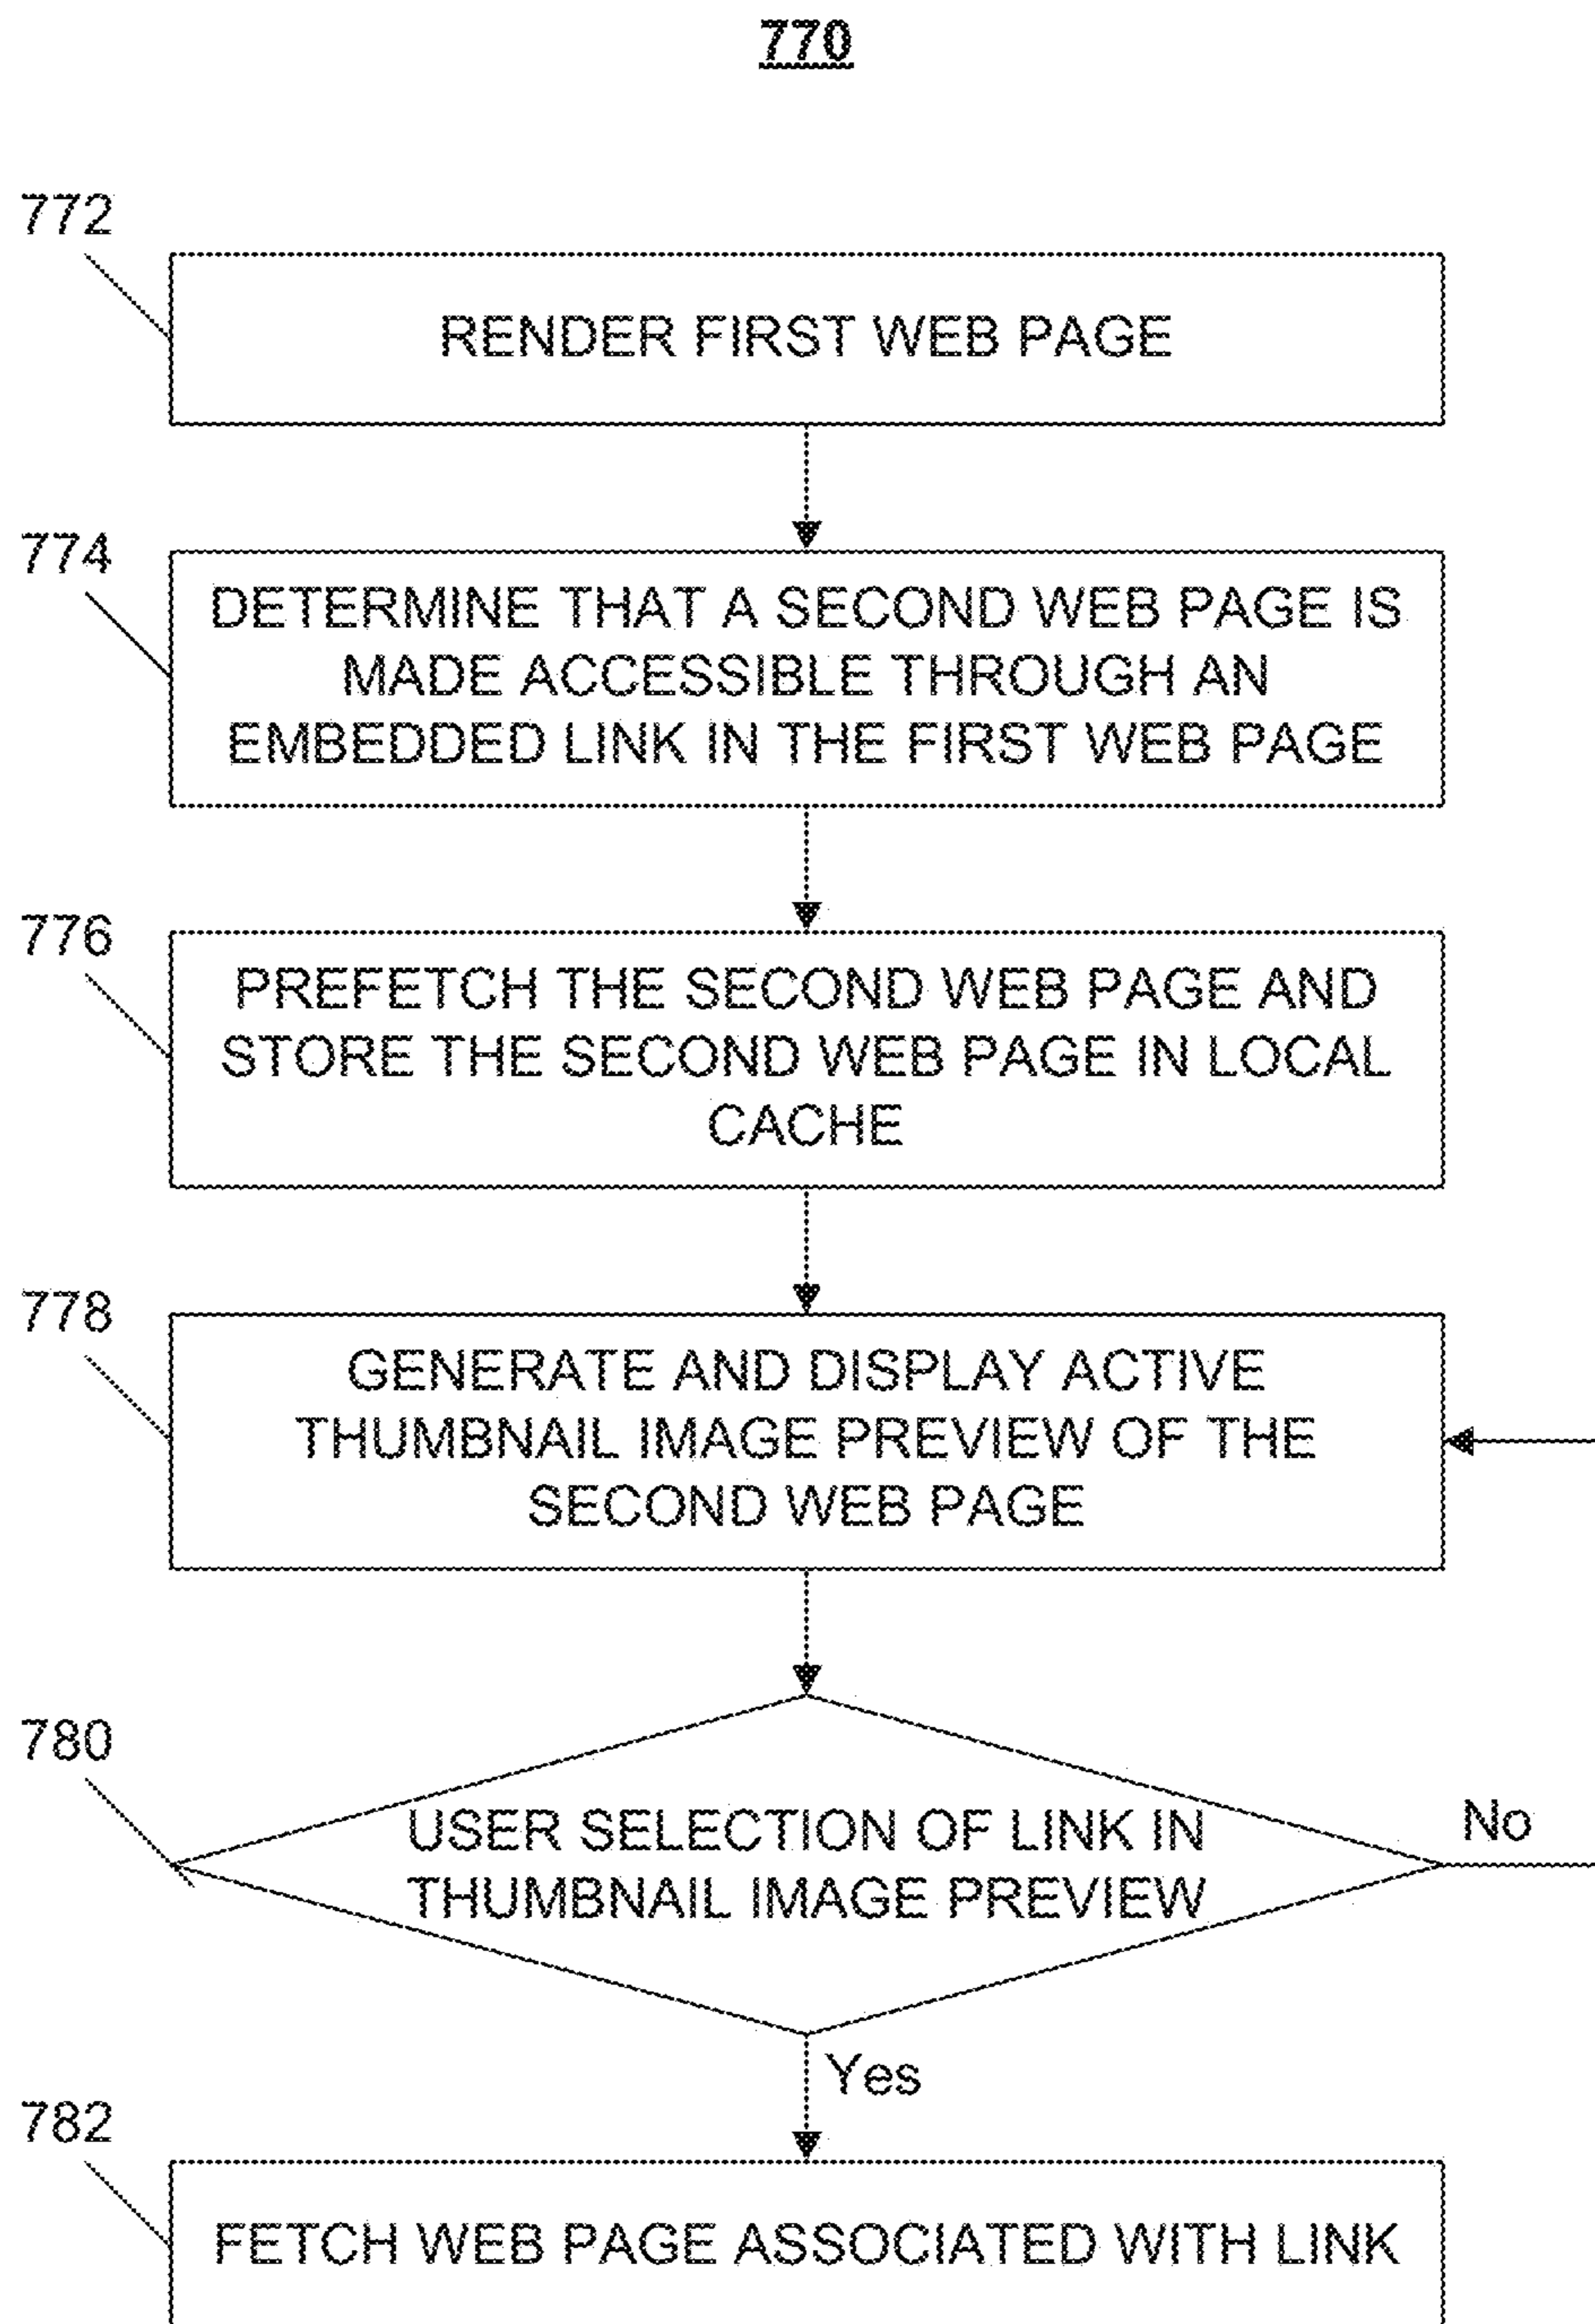 770
772
RENDER FIRST WEB PAGE
774
DETERMINE THAT A SECOND WEB PAGE IS
MADE ACCESSIBLE THROUGH AN
EMBEDDED LINK IN THE FIRST WEB PAGE
776
PREFETCH THE SECOND WEB PAGE AND
STORE THE SECOND WEB PAGE IN LOCAL
CACHE
778
GENERATE AND DISPLAY ACTIVE
THUMBNAIL IMAGE PREVIEW OF THE
SECOND WEB PAGE
780
USER SELECTION OF LINK IN
THUMBNAIL IMAGE PREVIEW
No
Yes
782
FETCH WEB PAGE ASSOCIATED WITH LINK